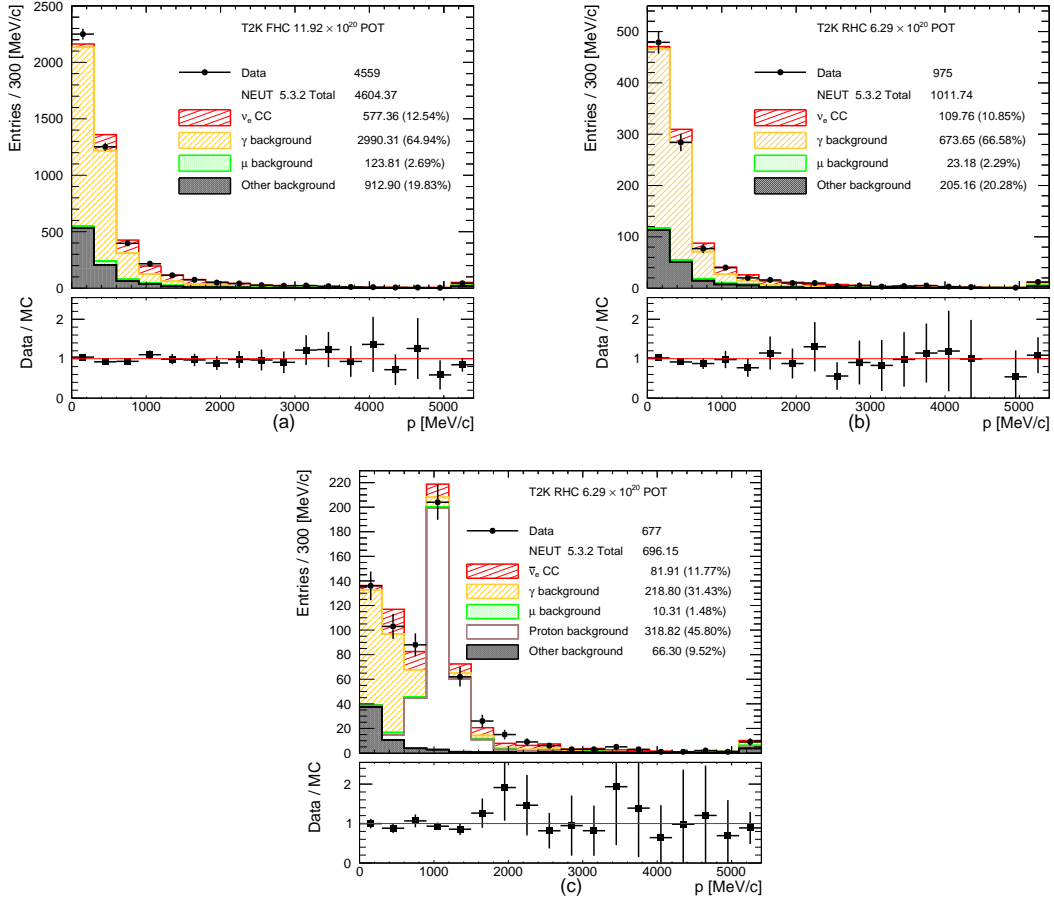 T2K FHC 11.92 × 10²⁰ POT
Entries / 300 [MeV/c]
2500
2000
1500
1000
500
0
Data 4559
NEUT 5.3.2 Total 4604.37
νₑ CC 577.36 (12.54%)
γ background 2990.31 (64.94%)
μ background 123.81 (2.69%)
Other background 912.90 (19.83%)
Data / MC
2
1
0
0 1000 2000 3000 4000 5000
p [MeV/c]
(a)
T2K RHC 6.29 × 10²⁰ POT
Entries / 300 [MeV/c]
500
400
300
200
100
0
Data 975
NEUT 5.3.2 Total 1011.74
νₑ CC 109.76 (10.85%)
γ background 673.65 (66.58%)
μ background 23.18 (2.29%)
Other background 205.16 (20.28%)
Data / MC
2
1
0
0 1000 2000 3000 4000 5000
p [MeV/c]
(b)
T2K RHC 6.29 × 10²⁰ POT
Entries / 300 [MeV/c]
220
200
180
160
140
120
100
80
60
40
20
0
Data 677
NEUT 5.3.2 Total 696.15
ν̄ₑ CC 81.91 (11.77%)
γ background 218.80 (31.43%)
μ background 10.31 (1.48%)
Proton background 318.82 (45.80%)
Other background 66.30 (9.52%)
Data / MC
2
1
0
0 1000 2000 3000 4000 5000
p [MeV/c]
(c)